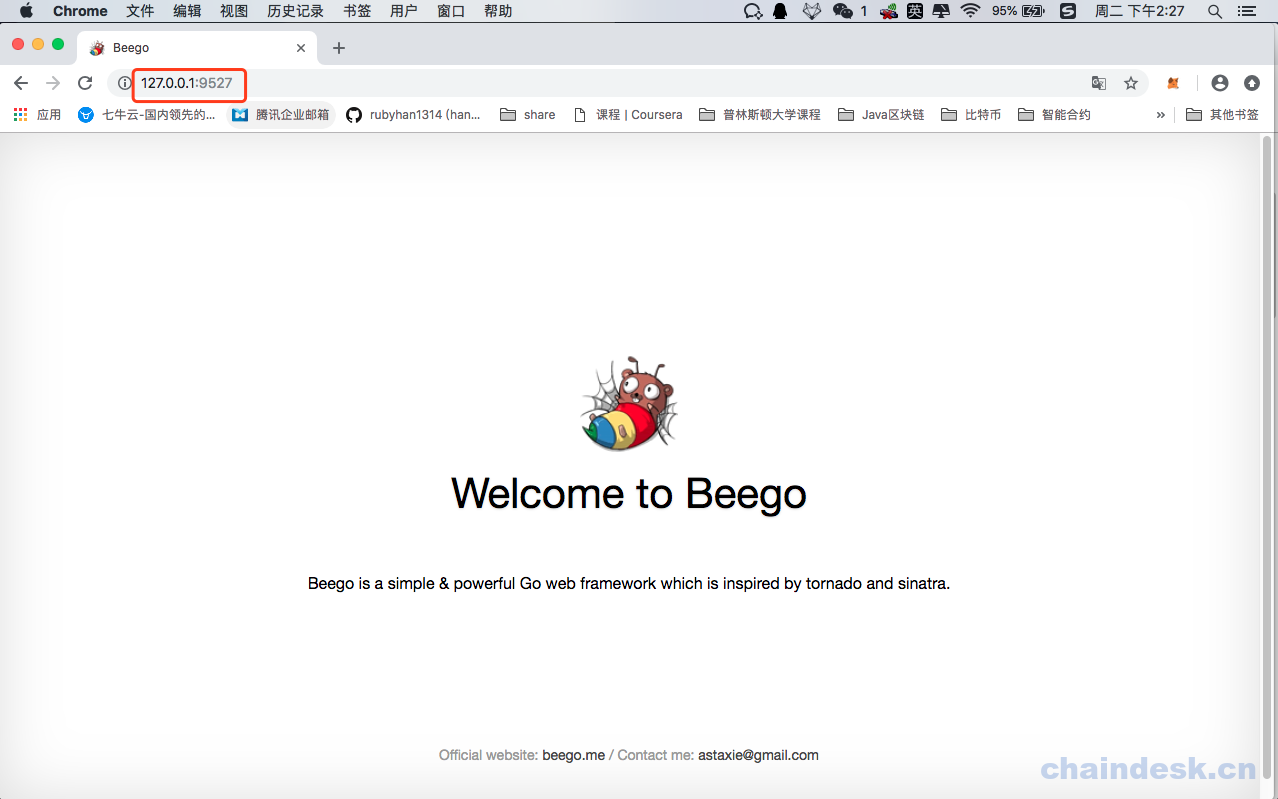 Chrome 文件 编辑 视图 历史记录 书签 用户 窗口 帮助 1 英 95% S 周二 下午2:27
Beego
127.0.0.1:9527
应用 七牛云-国内领先的... 腾讯企业邮箱 rubyhan1314 (han... share 课程 | Coursera 普林斯顿大学课程 Java区块链 比特币 智能合约 » 其他书签
Welcome to Beego
Beego is a simple & powerful Go web framework which is inspired by tornado and sinatra.
Official website: beego.me / Contact me: astaxie@gmail.com
chaindesk.cn